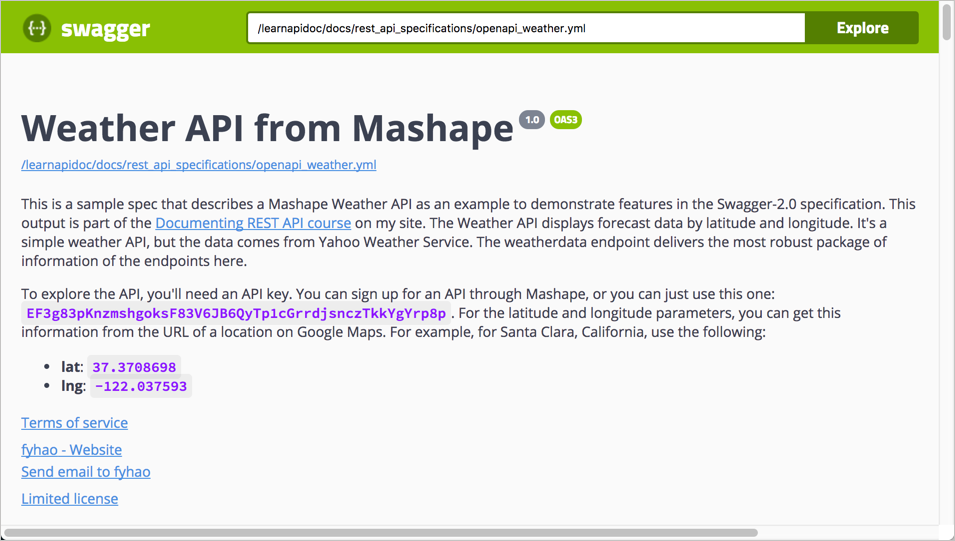 swagger
/learnapidoc/docs/rest_api_specifications/openapi_weather.yml
Explore
Weather API from Mashape 1.0 OAS3
/learnapidoc/docs/rest_api_specifications/openapi_weather.yml
This is a sample spec that describes a Mashape Weather API as an example to demonstrate features in the Swagger-2.0 specification. This
output is part of the Documenting REST API course on my site. The Weather API displays forecast data by latitude and longitude. It's a
simple weather API, but the data comes from Yahoo Weather Service. The weatherdata endpoint delivers the most robust package of
information of the endpoints here.
To explore the API, you'll need an API key. You can sign up for an API through Mashape, or you can just use this one:
EF3g83pKnzmshgoksF83V6JB6QyTp1cGrrdjsnczTkkYgYrp8p . For the latitude and longitude parameters, you can get this
information from the URL of a location on Google Maps. For example, for Santa Clara, California, use the following:
• lat: 37.3708698
• lng: -122.037593
Terms of service
fyhao - Website
Send email to fyhao
Limited license